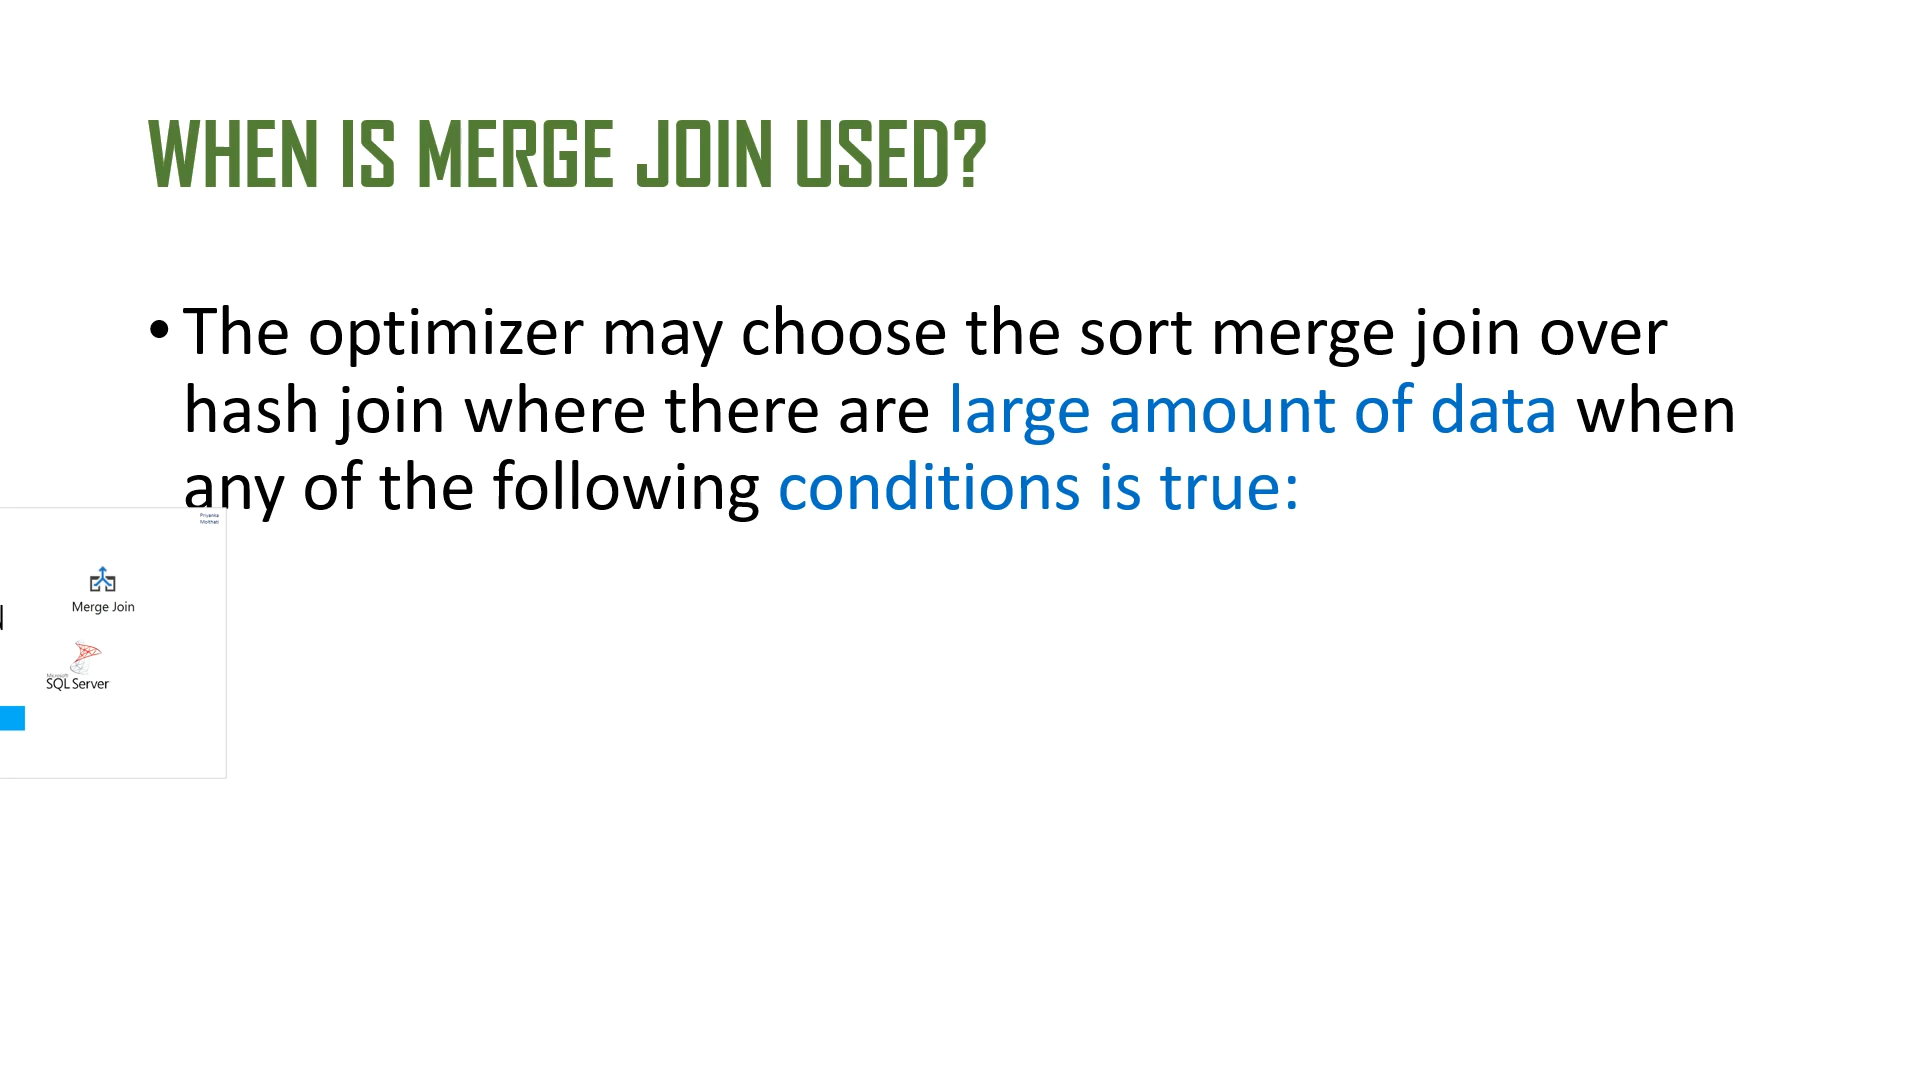 WHEN IS MERGE JOIN USED?
• The optimizer may choose the sort merge join over
hash join where there are large amount of data when
any of the following conditions is true:
Merge Join
Microsoft
SQL Server